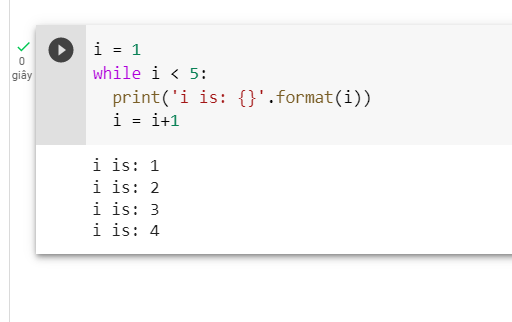 i = 1
while i < 5:
  print('i is: {}'.format(i))
  i = i+1
0
giây
i is: 1
i is: 2
i is: 3
i is: 4